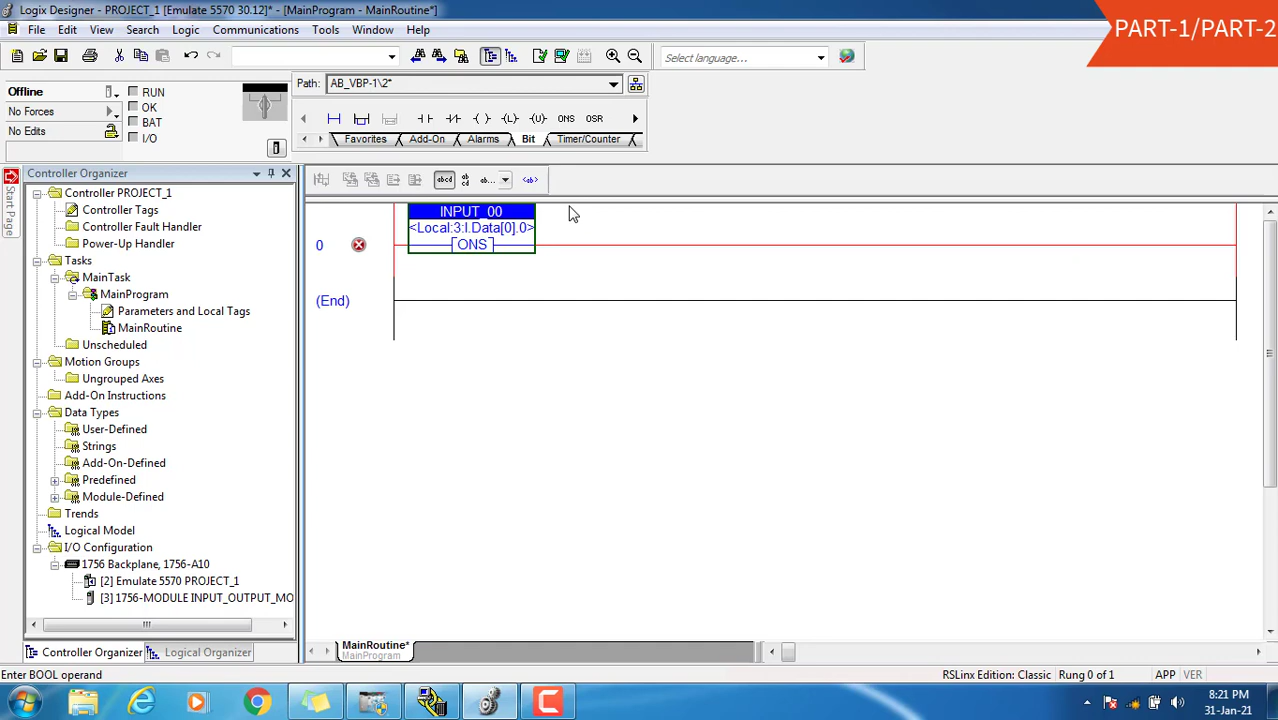 Logix Designer - PROJECT_1 [Emulate 5570 30.12]* - [MainProgram - MainRoutine*]
PART-1/PART-2
File Edit View Search Logic Communications Tools Window Help
Select language...
Offline RUN
No Forces OK
No Edits BAT
I/O
Path: AB_VBP-1\2*
ONS OSR
Favorites Add-On Alarms Bit Timer/Counter
Start Page
Controller Organizer
Controller PROJECT_1
Controller Tags
Controller Fault Handler
Power-Up Handler
Tasks
MainTask
MainProgram
Parameters and Local Tags
MainRoutine
Unscheduled
Motion Groups
Ungrouped Axes
Add-On Instructions
Data Types
User-Defined
Strings
Add-On-Defined
Predefined
Module-Defined
Trends
Logical Model
I/O Configuration
1756 Backplane, 1756-A10
[2] Emulate 5570 PROJECT_1
[3] 1756-MODULE INPUT_OUTPUT_MO
Controller Organizer Logical Organizer
abcd ab cd ab... <ab>
INPUT_00
<Local:3:I.Data[0].0>
0 ONS
(End)
MainRoutine*
MainProgram
Enter BOOL operand RSLinx Edition: Classic Rung 0 of 1 APP VER
8:21 PM
31-Jan-21